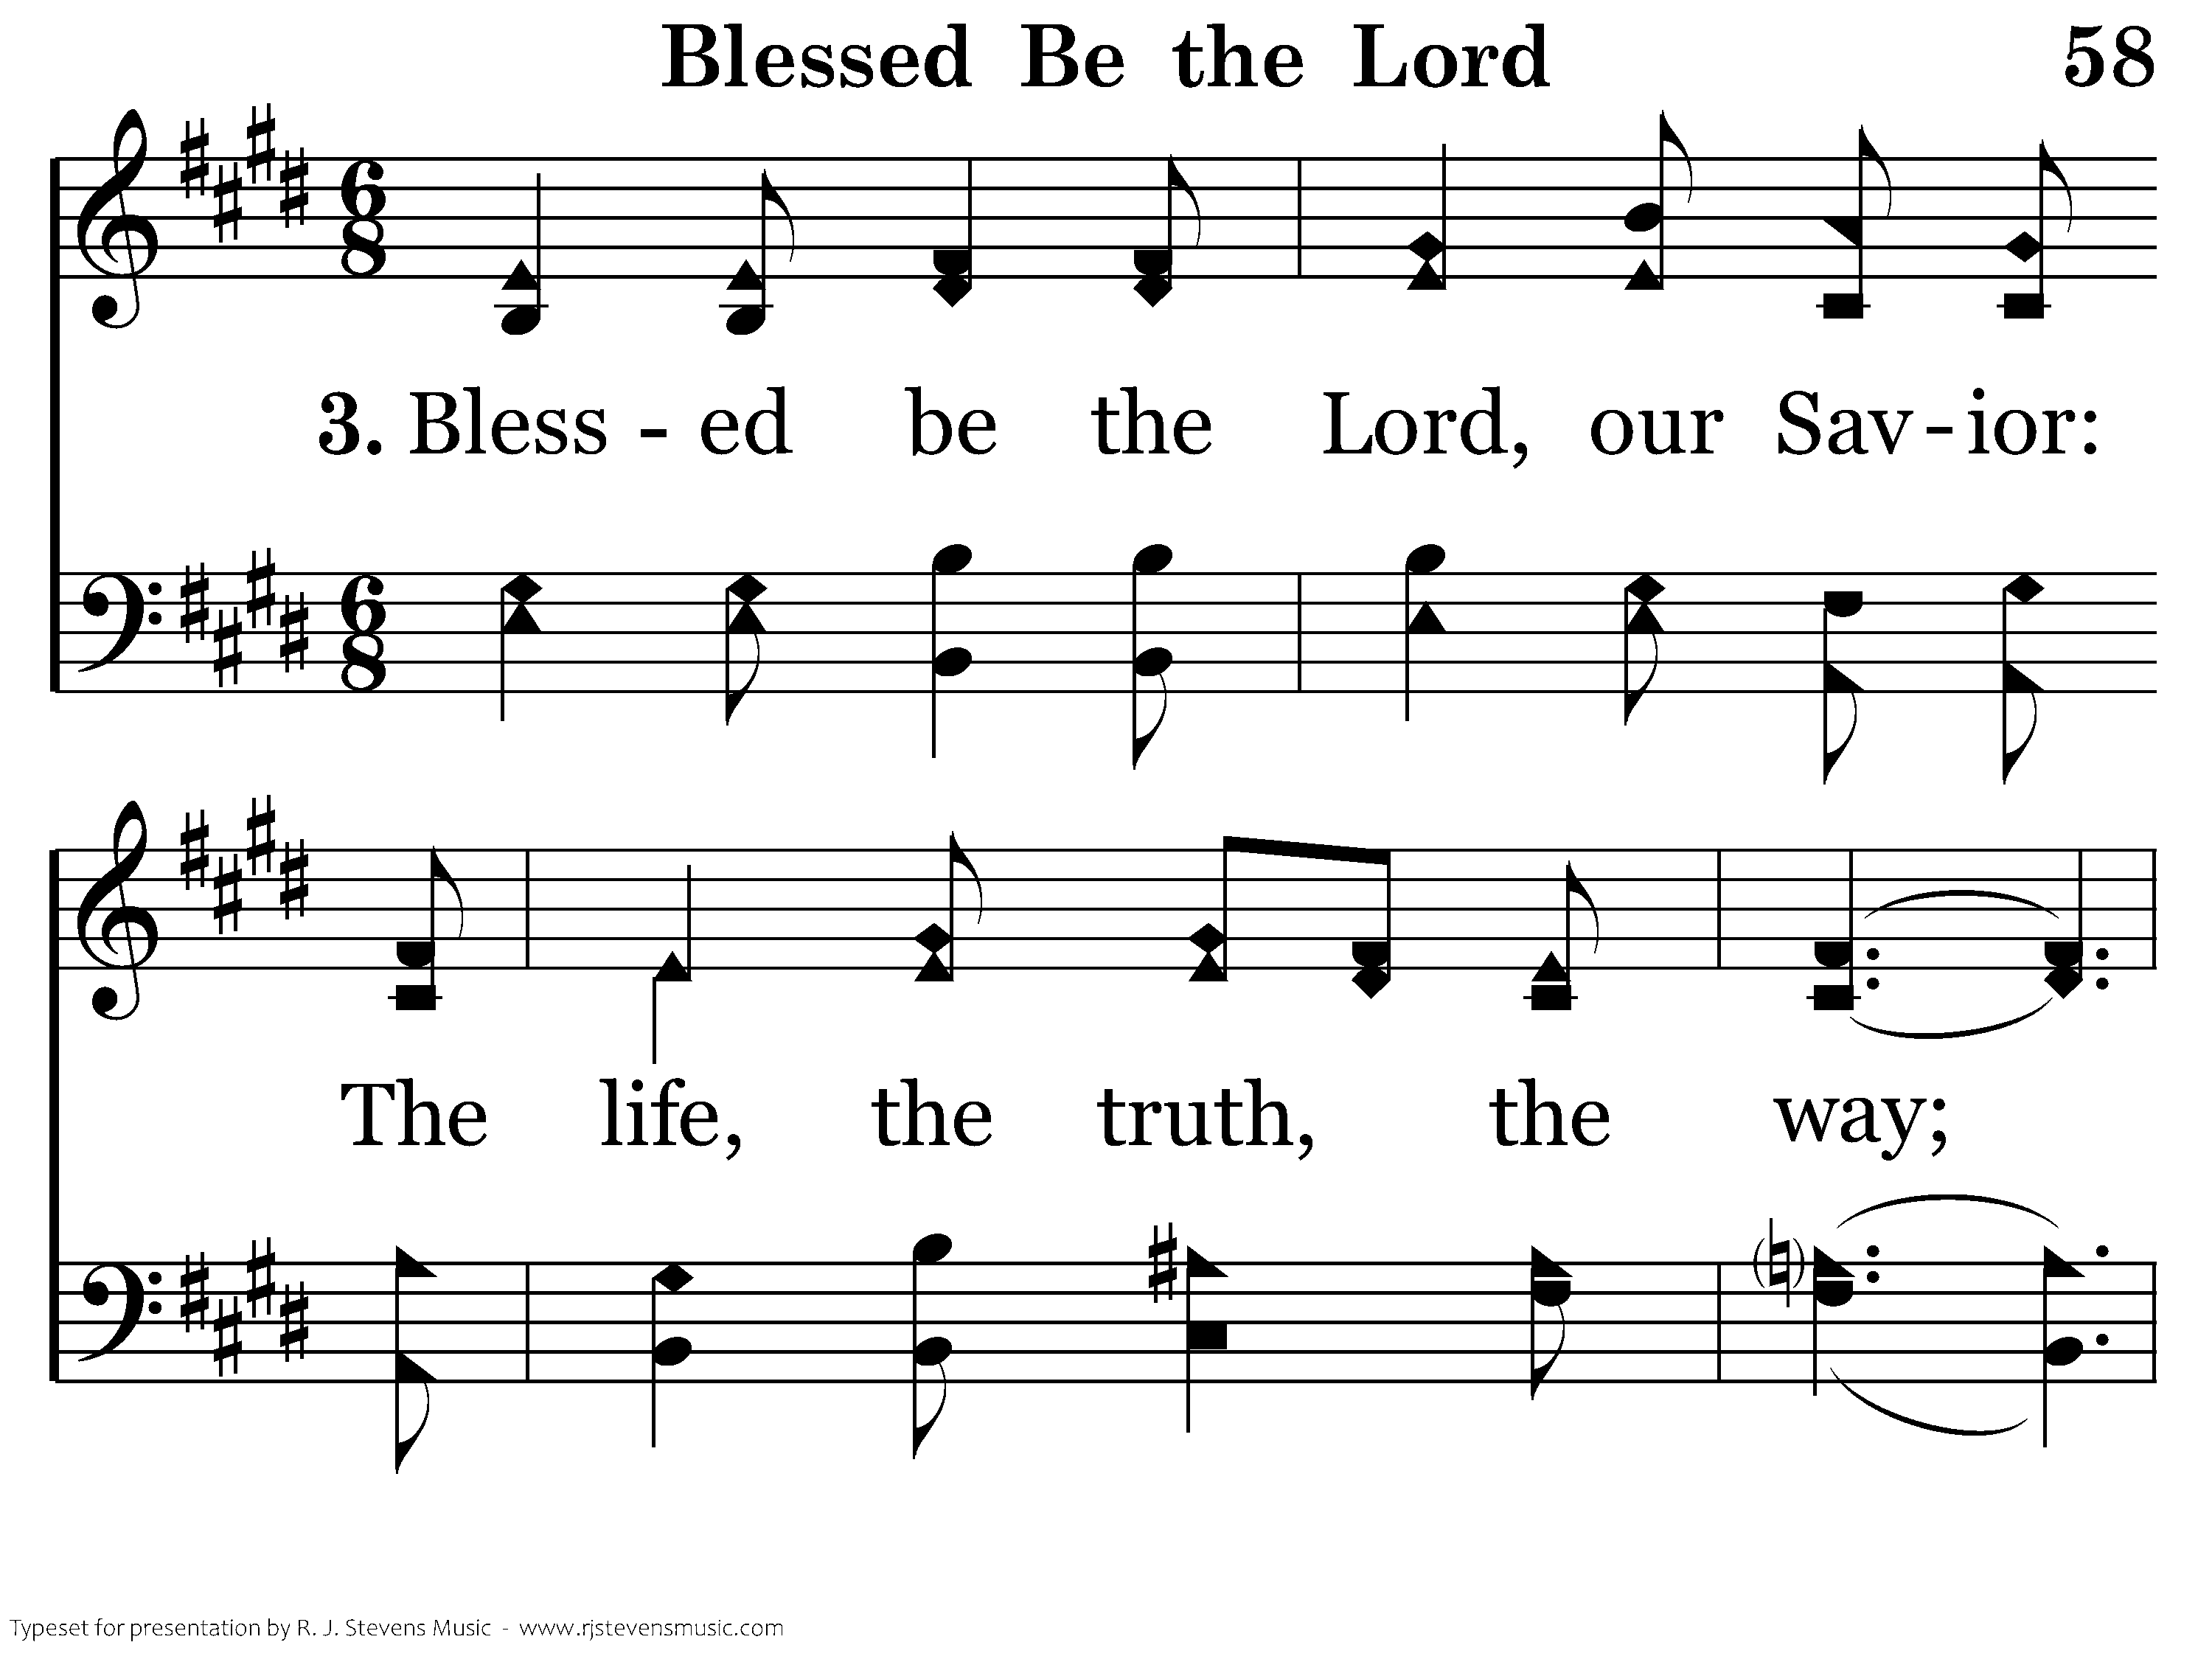 Blessed Be the Lord 58
3. Bless - ed be the Lord, our Sav - ior:
The life, the truth, the way;
Typeset for presentation by R. J. Stevens Music - www.rjstevensmusic.com